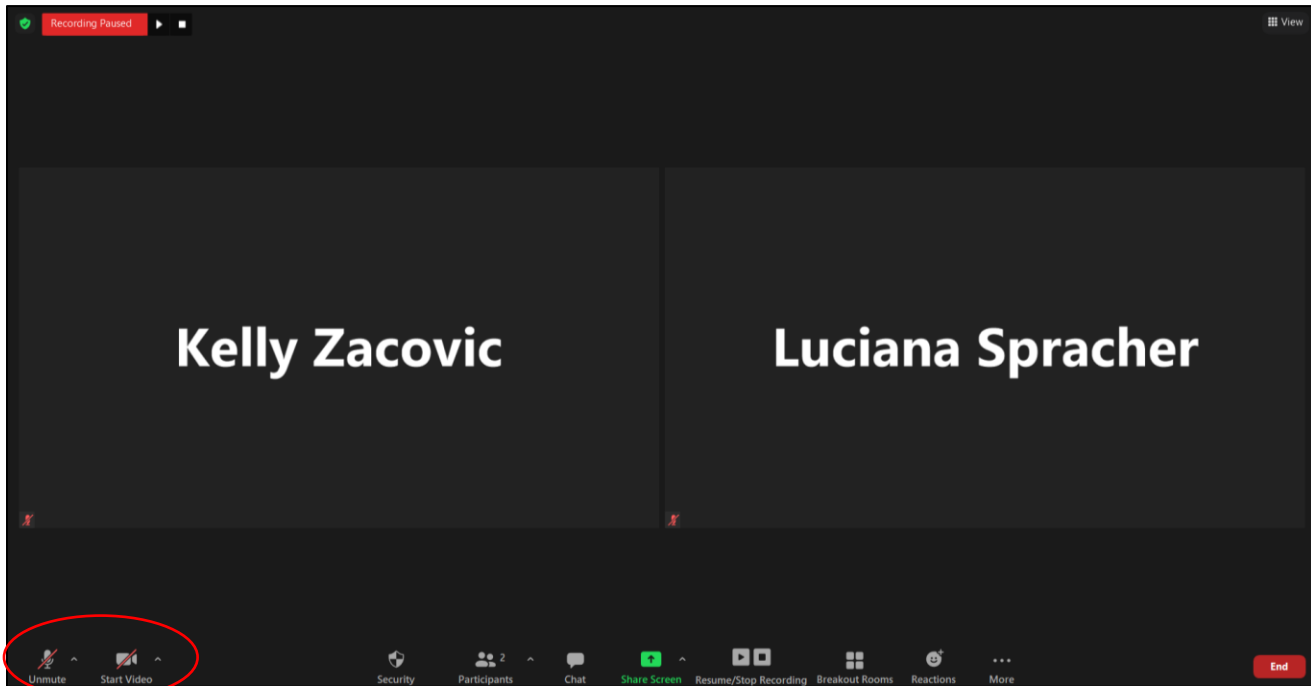 Recording Paused
View
Kelly Zacovic
Luciana Spracher
Unmute
Start Video
Security
2
Participants
Chat
Share Screen
Resume/Stop Recording
Breakout Rooms
Reactions
More
End